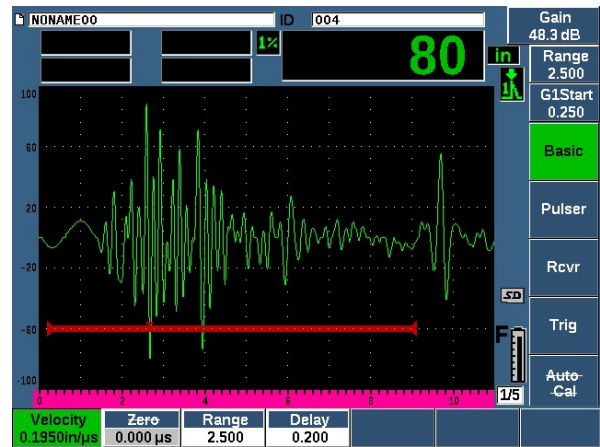 NONAME00 ID 004
Gain
48.3 dB
1%
80
in
Range
2.500
1
G1Start
0.250
100
60
20
-20
-60
-100
0 2 4 6 8 10
Basic
Pulser
Rcvr
SD
Trig
F
Auto
Cal
1/5
Velocity
0.1950in/µs
Zero
0.000 µs
Range
2.500
Delay
0.200